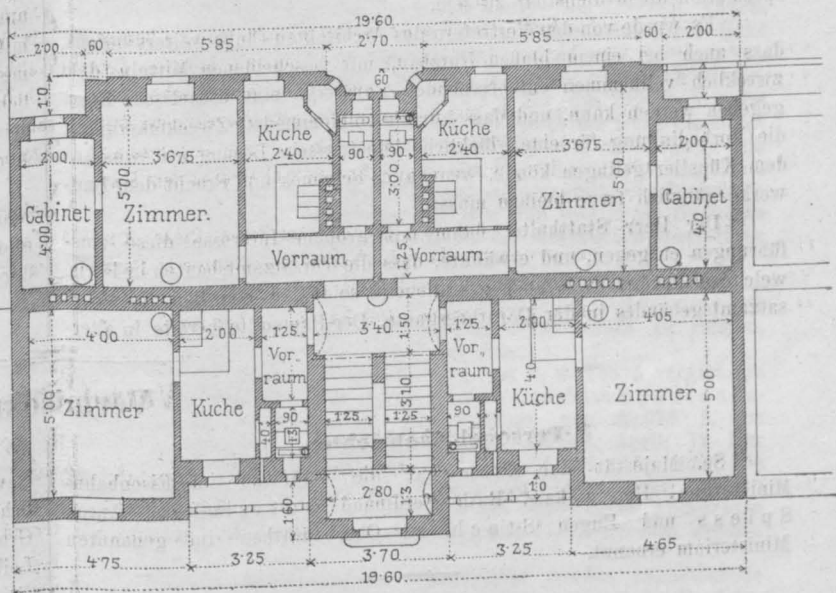 19·60
2·00 60 5·85 2·70 5·85 60 2·00
60
1·10
Küche Küche
2·00 3·675 2·40 90 90 2·40 3·675 2·00
5·00 3·00 5·00
Cabinet Zimmer. Zimmer Cabinet
4·00 4·0
Vorraum 1·25 Vorraum
4·00 2·00 1·25 3·40 1·50 1·25 2·00 4·05
Vor- Vor-
raum raum
5·00 3·10 4·0 5·00
Zimmer Küche 90 1·25 1·25 90 Küche Zimmer
2·80 1·0
1·60
4·75 3·25 3·70 3·25 4·65
19·60